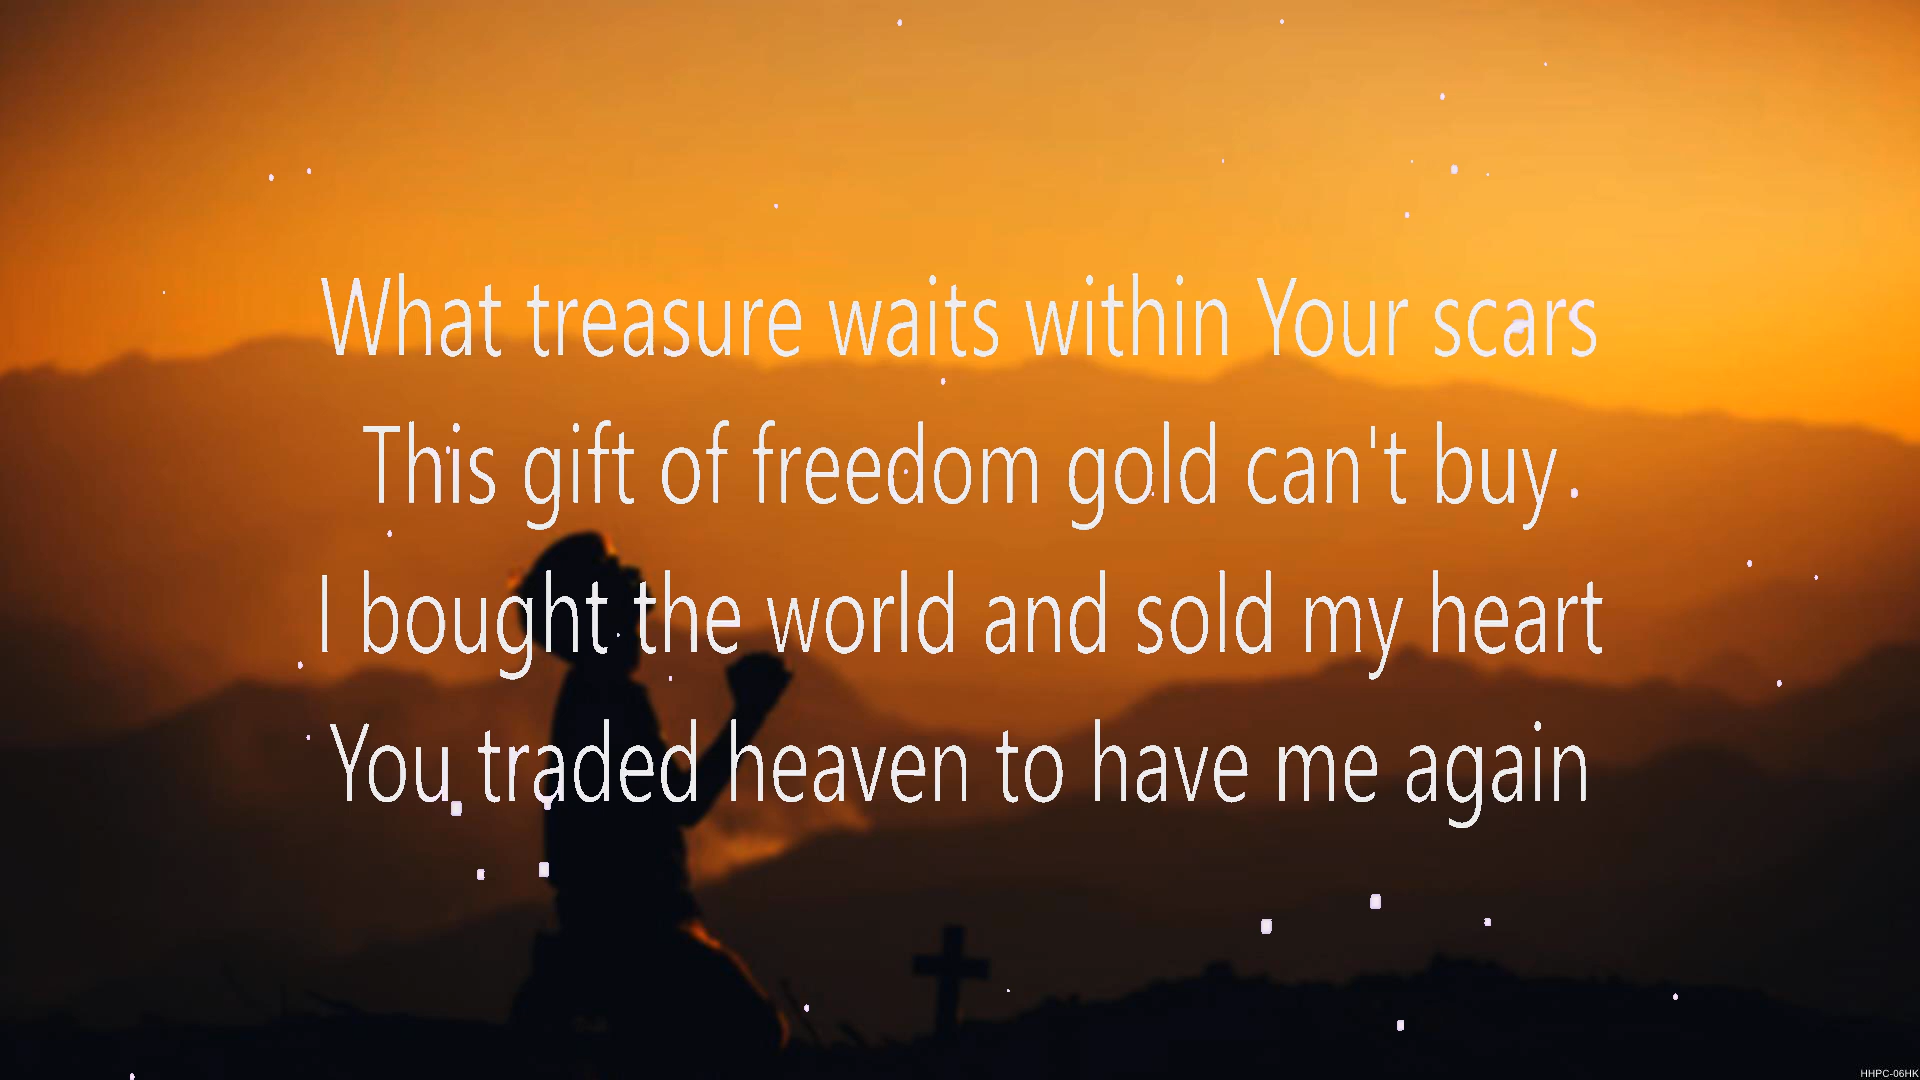 What treasure waits within Your scars
This gift of freedom gold can't buy
I bought the world and sold my heart
You traded heaven to have me again
HHPC-06HK